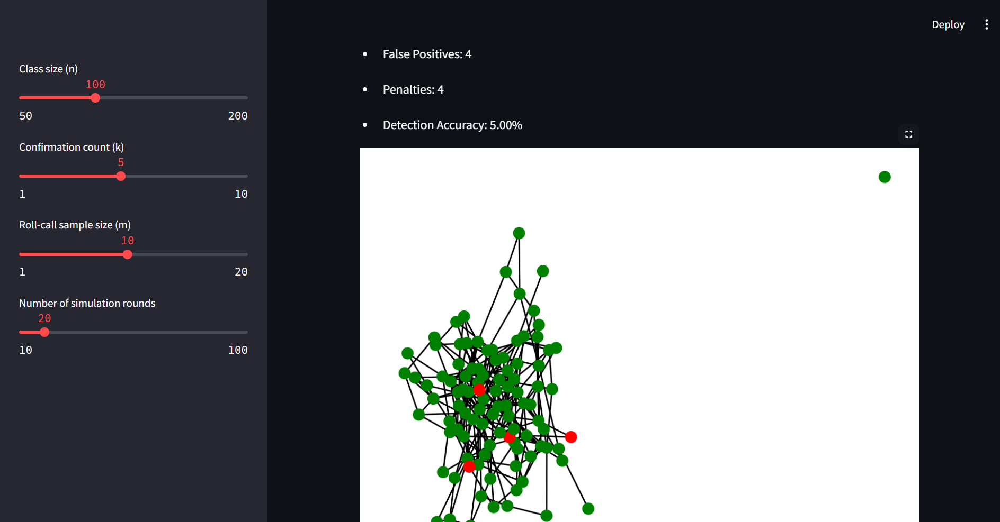 Deploy
Class size (n)
100
50 200
Confirmation count (k)
5
1 10
Roll-call sample size (m)
10
1 20
Number of simulation rounds
20
10 100
False Positives: 4
Penalties: 4
Detection Accuracy: 5.00%